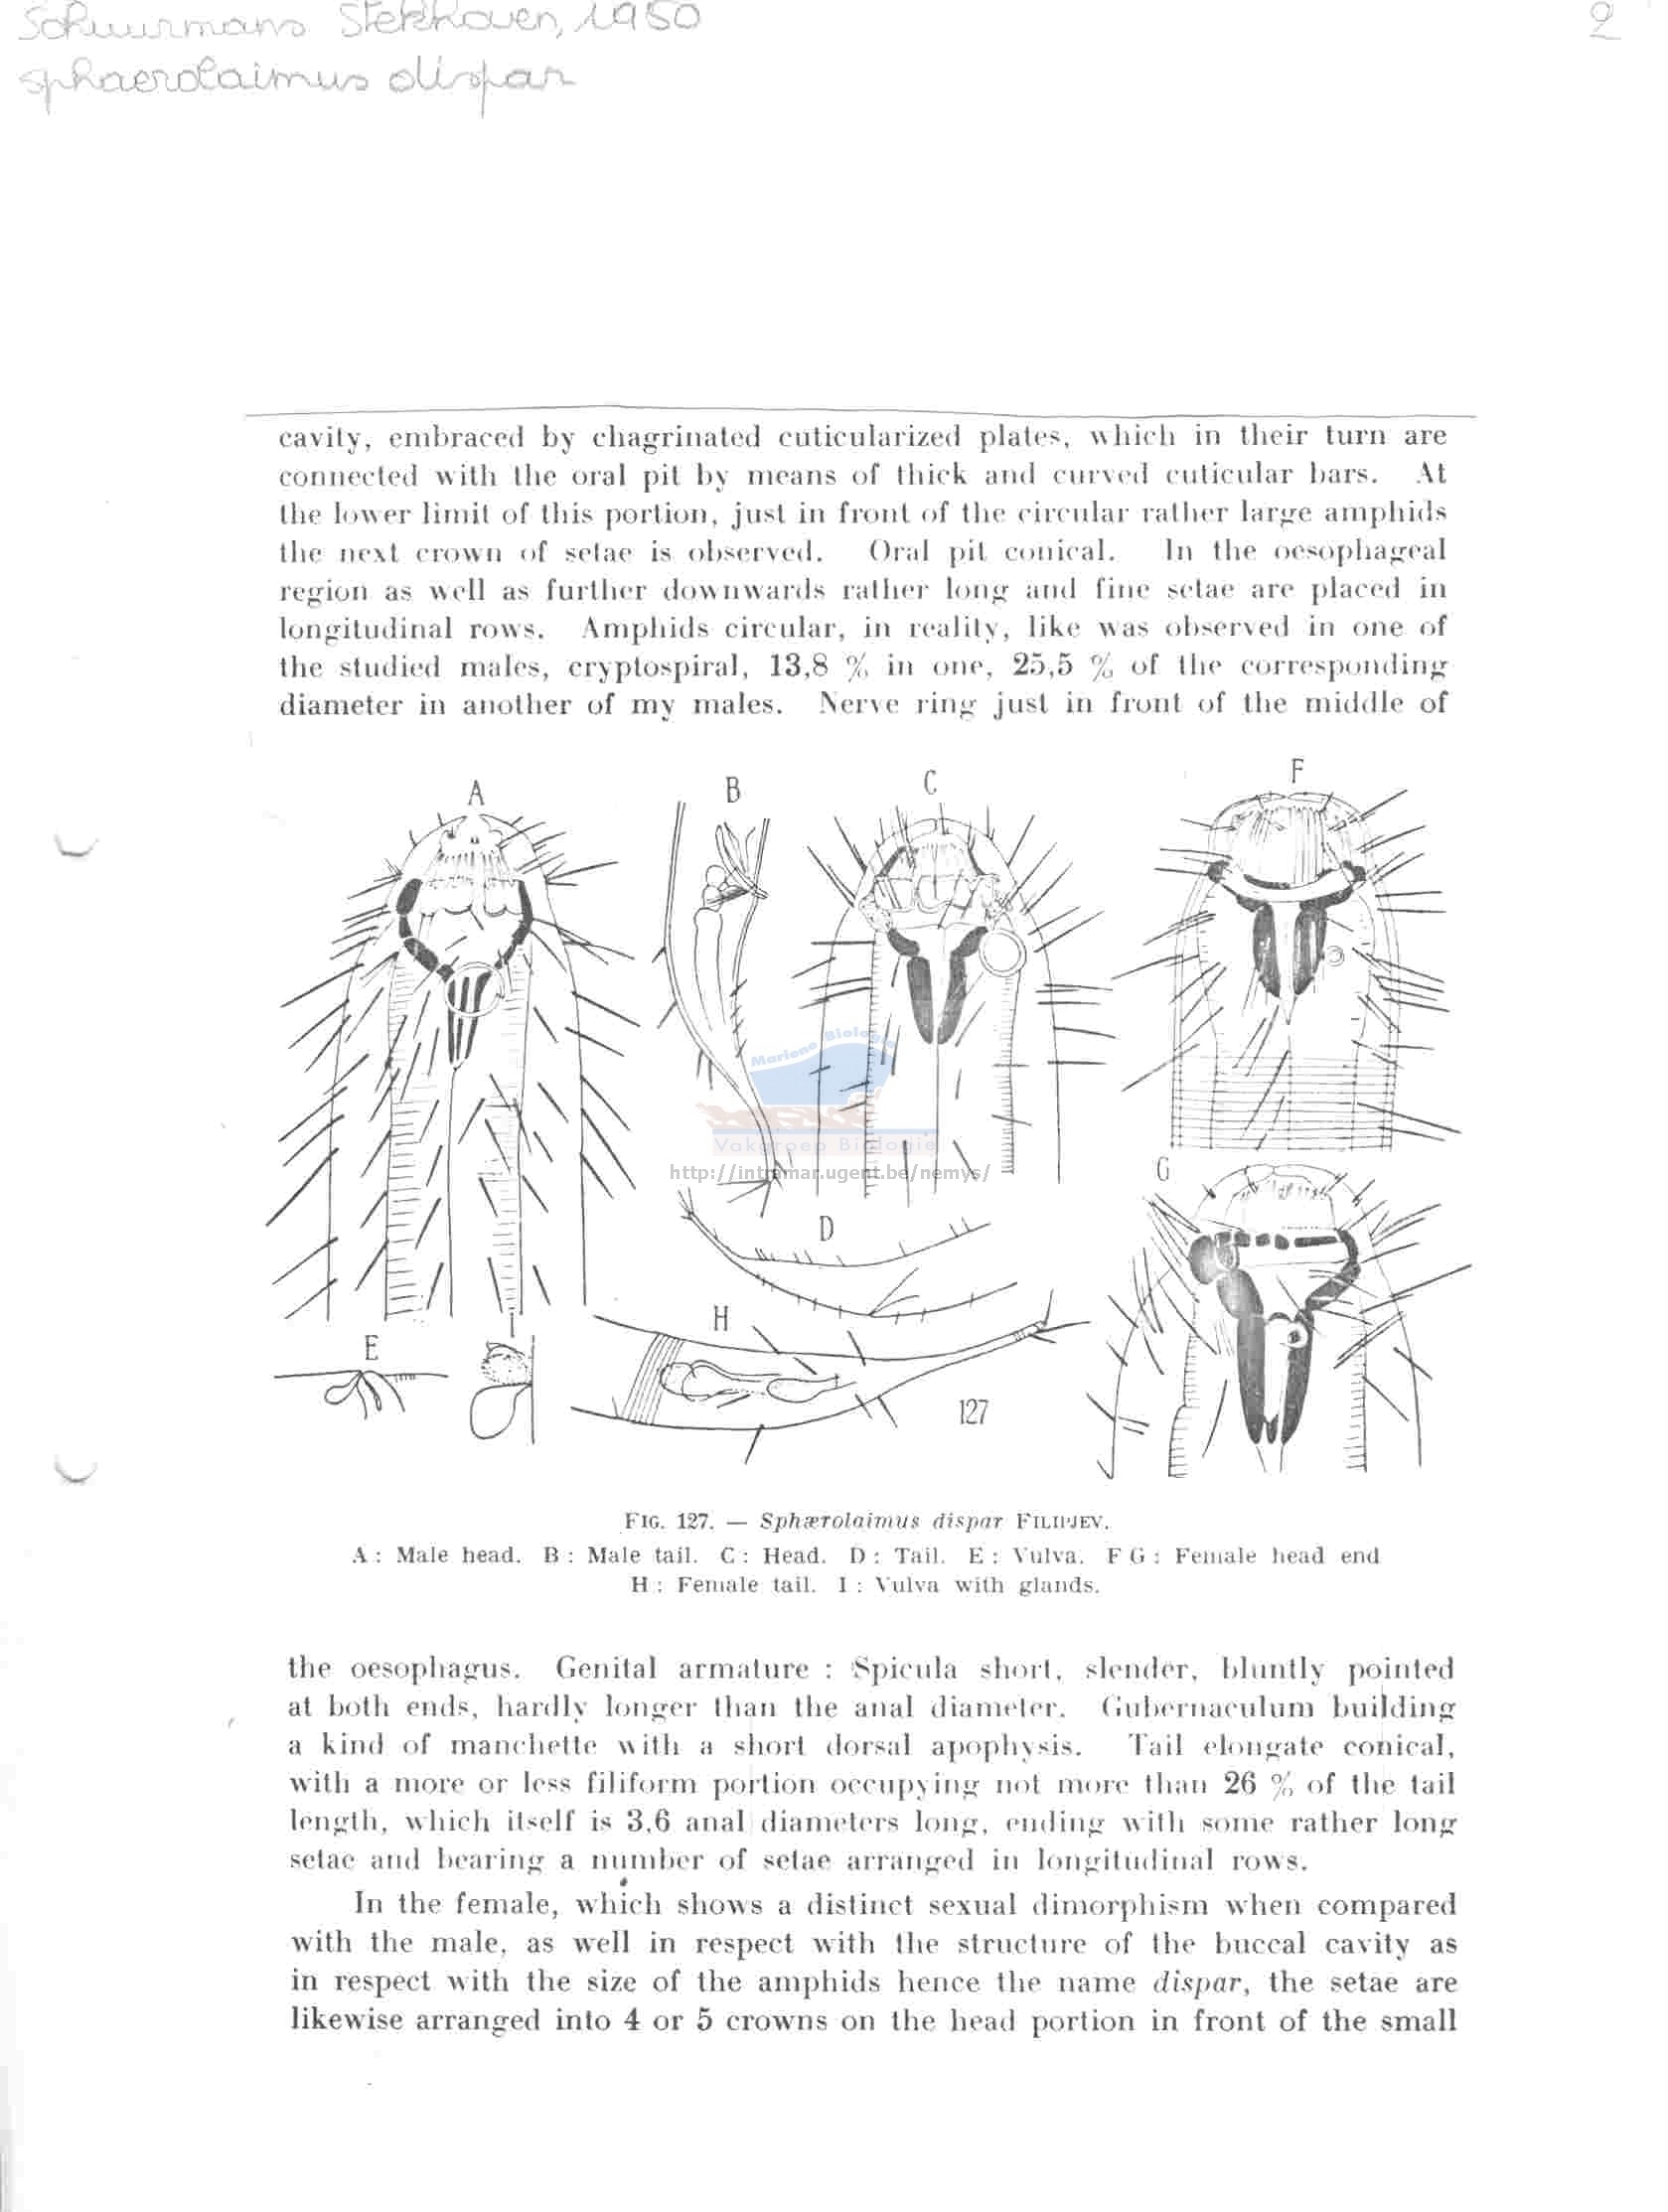 Schuurmans Stekhoven, 1950
2
sphaerolaimus dispar
cavity, embraced by chagrinated cuticularized plates, which in their turn are
connected with the oral pit by means of thick and curved cuticular bars. At
the lower limit of this portion, just in front of the circular rather large amphids
the next crown of setae is observed. Oral pit conical. In the oesophageal
region as well as further downwards rather long and fine setae are placed in
longitudinal rows. Amphids circular, in reality, like was observed in one of
the studied males, cryptospiral, 13,8 % in one, 25,5 % of the corresponding
diameter in another of my males. Nerve ring just in front of the middle of
A
B
C
F
Mariene Biologie
Vakgroep Biologie
http://intramar.ugent.be/nemys/
G
D
H
I
E
127
FIG. 127. — Sphærolaimus dispar FILIPJEV.
A : Male head. B : Male tail. C : Head. D : Tail. E : Vulva. F G : Female head end
H : Female tail. I : Vulva with glands.
the oesophagus. Genital armature : Spicula short, slender, bluntly pointed
at both ends, hardly longer than the anal diameter. Gubernaculum building
a kind of manchette with a short dorsal apophysis. Tail elongate conical,
with a more or less filiform portion occupying not more than 26 % of the tail
length, which itself is 3,6 anal diameters long, ending with some rather long
setae and bearing a number of setae arranged in longitudinal rows.
In the female, which shows a distinct sexual dimorphism when compared
with the male, as well in respect with the structure of the buccal cavity as
in respect with the size of the amphids hence the name dispar, the setae are
likewise arranged into 4 or 5 crowns on the head portion in front of the small